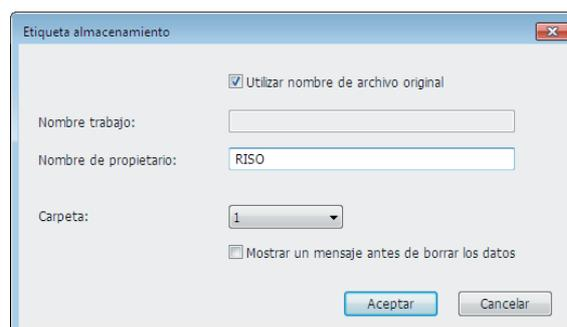 Etiqueta almacenamiento
Utilizar nombre de archivo original
Nombre trabajo:
Nombre de propietario: RISO
Carpeta: 1
Mostrar un mensaje antes de borrar los datos
Aceptar Cancelar